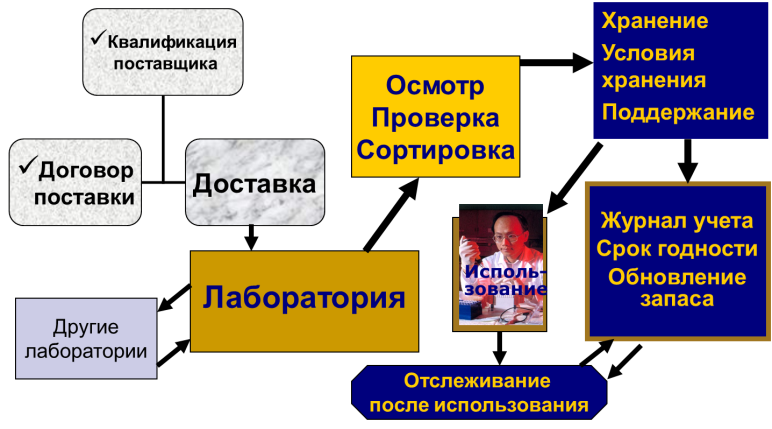 ✓Квалификация
поставщика
✓Договор
поставки
Доставка
Лаборатория
Другие
лаборатории
Осмотр
Проверка
Сортировка
Хранение
Условия
хранения
Поддержание
Исполь-
зование
Журнал учета
Срок годности
Обновление
запаса
Отслеживание
после использования